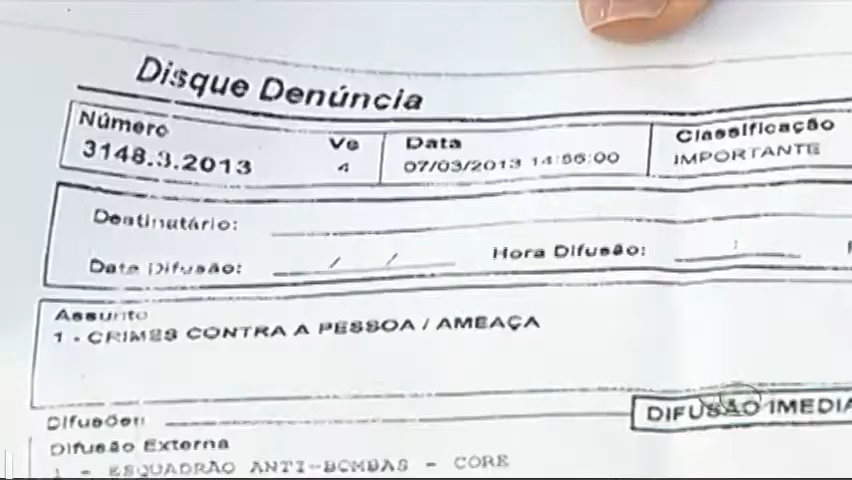 Disque Denúncia
Número Vs Data Classificação
3148.3.2013 4 07/03/2013 14:56:00 IMPORTANTE
Destinatário:
Data Difusão: / / Hora Difusão: :
Assunto
1 - CRIMES CONTRA A PESSOA / AMEAÇA
DIFUSÃO IMEDIA
Difusões:
Difusão Externa
1 - ESQUADRÃO ANTI-BOMBAS - CORE